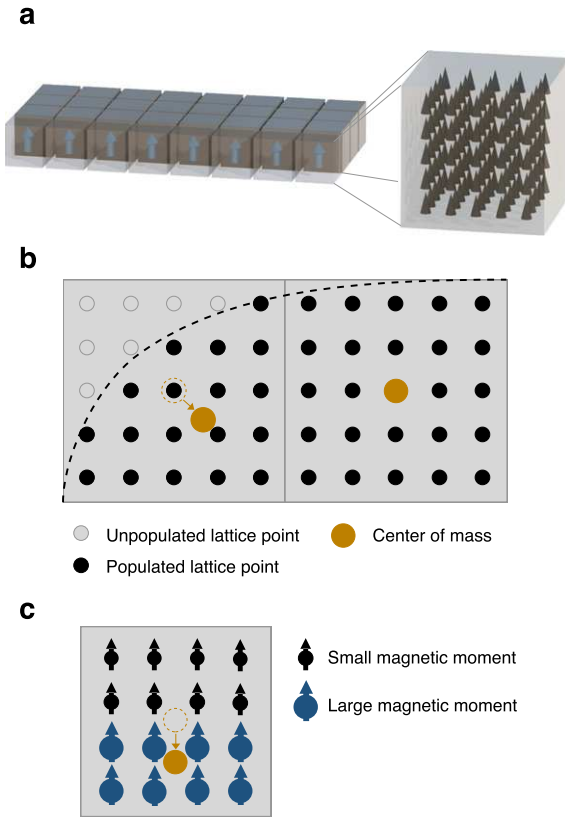 a
b
Unpopulated lattice point
Center of mass
Populated lattice point
c
Small magnetic moment
Large magnetic moment